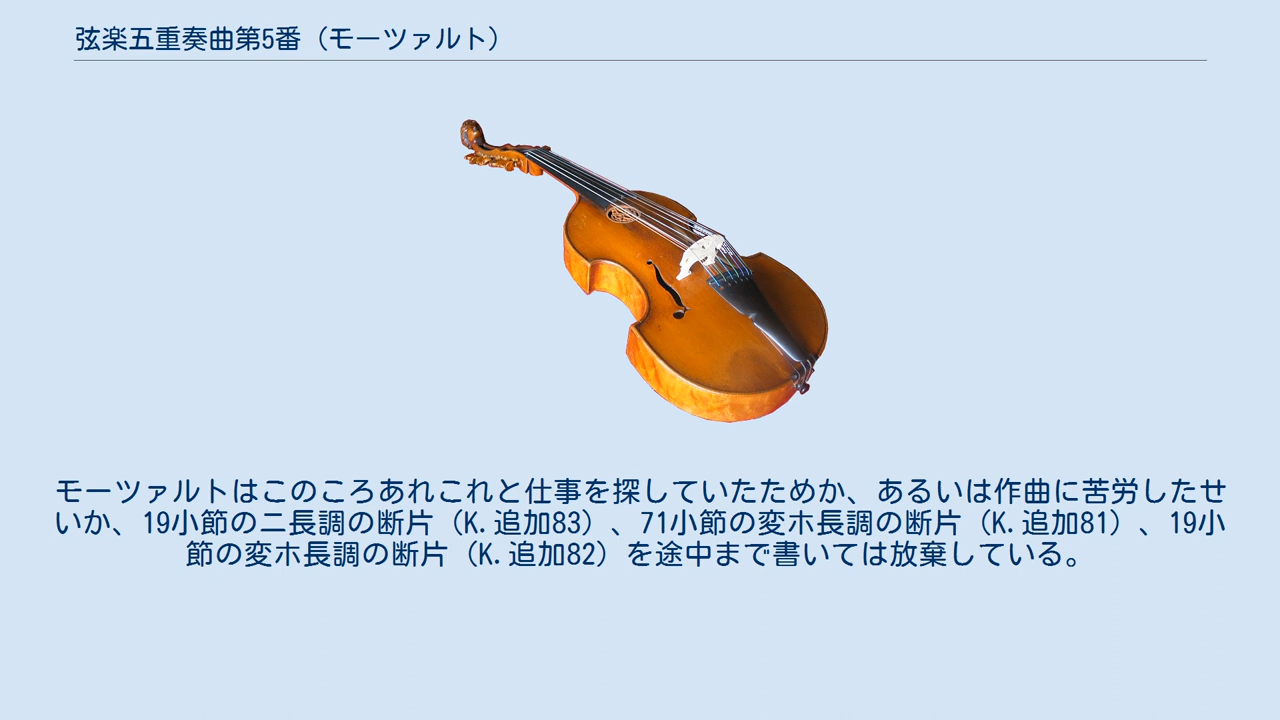 弦楽五重奏曲第5番（モーツァルト）
モーツァルトはこのころあれこれと仕事を探していたためか、あるいは作曲に苦労したせ
いか、19小節のニ長調の断片（K.追加83）、71小節の変ホ長調の断片（K.追加81）、19小
節の変ホ長調の断片（K.追加82）を途中まで書いては放棄している。